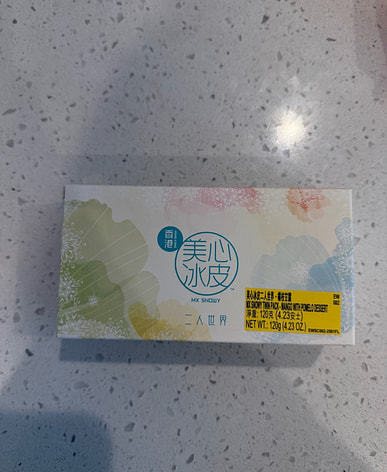 香港
美心
冰皮
MX SNOWY
二人世界
美心冰皮二人世界 - 楊枝甘露
MX SNOWY TWIN PACK - MANGO WITH POMELO DESSERT
淨重: 120克 (4.23安士)
NET WT.: 120g (4.23 OZ.)